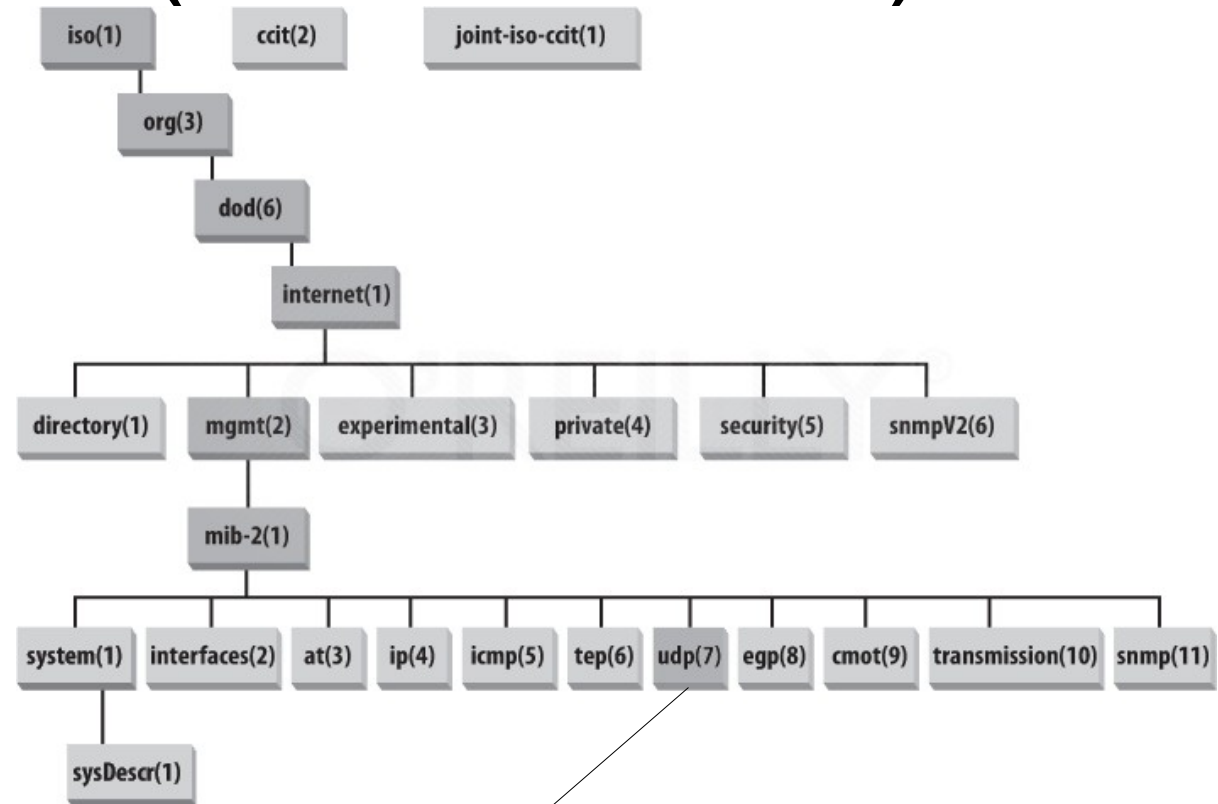 iso(1) ccit(2) joint-iso-ccit(1)
org(3)
dod(6)
internet(1)
directory(1) mgmt(2) experimental(3) private(4) security(5) snmpV2(6)
mib-2(1)
system(1) interfaces(2) at(3) ip(4) icmp(5) tep(6) udp(7) egp(8) cmot(9) transmission(10) snmp(11)
sysDescr(1)